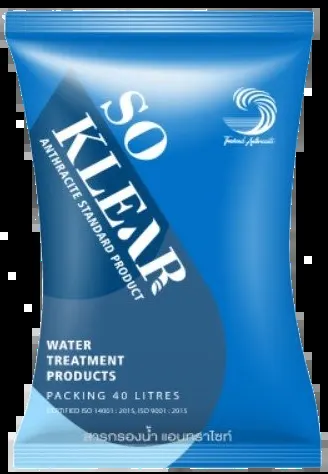 SO
KLEAR
ANTHRACITE STANDARD PRODUCT
WATER
TREATMENT
PRODUCTS
PACKING 40 LITRES
CERTIFIED ISO 14001 : 2015, ISO 9001 : 2015
สารกรองน้ำ แอนทราไซท์